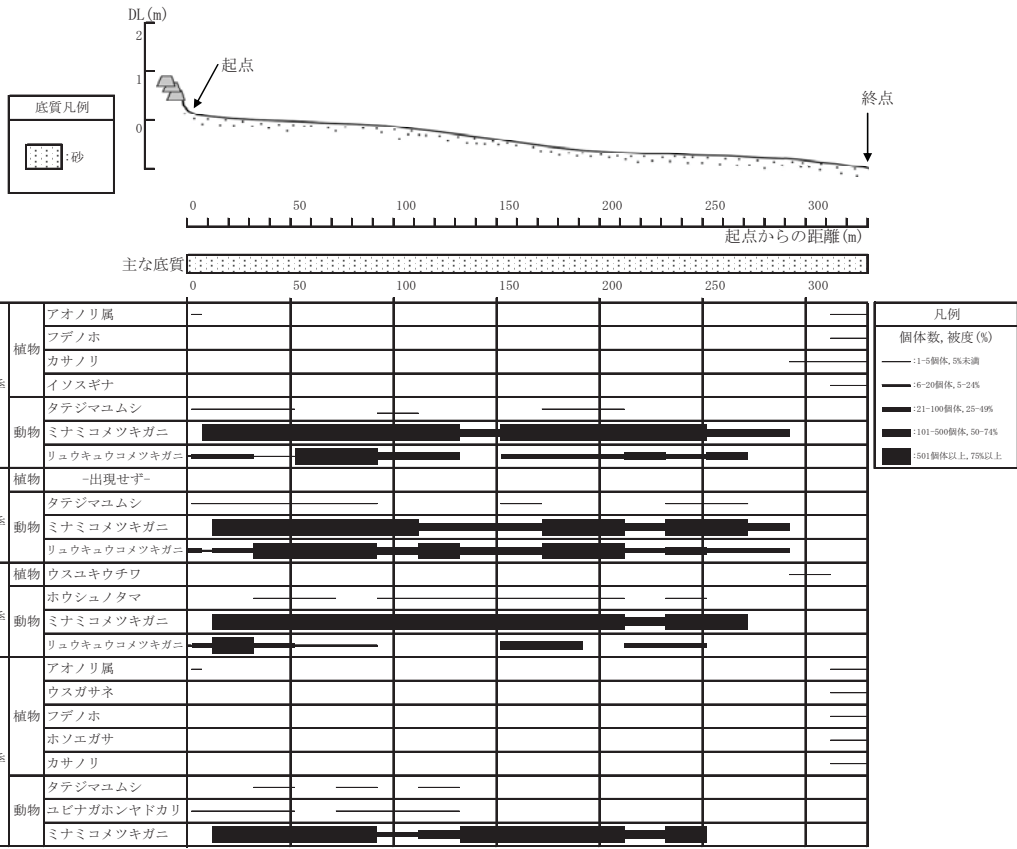 DL(m)
2
1
0
起点
終点
底質凡例
:砂
0 50 100 150 200 250 300
起点からの距離(m)
主な底質
0 50 100 150 200 250 300
植物
アオノリ属
フデノホ
カサノリ
イソスギナ
動物
タテジマユムシ
ミナミコメツキガニ
リュウキュウコメツキガニ
植物
-出現せず-
動物
タテジマユムシ
ミナミコメツキガニ
リュウキュウコメツキガニ
植物
ウスユキウチワ
動物
ホウシュノタマ
ミナミコメツキガニ
リュウキュウコメツキガニ
植物
アオノリ属
ウスガサネ
フデノホ
ホソエガサ
カサノリ
動物
タテジマユムシ
ユビナガホンヤドカリ
ミナミコメツキガニ
凡例
個体数,被度(%)
:1-5個体,5%未満
:6-20個体,5-24%
:21-100個体,25-49%
:101-500個体,50-74%
:501個体以上,75%以上